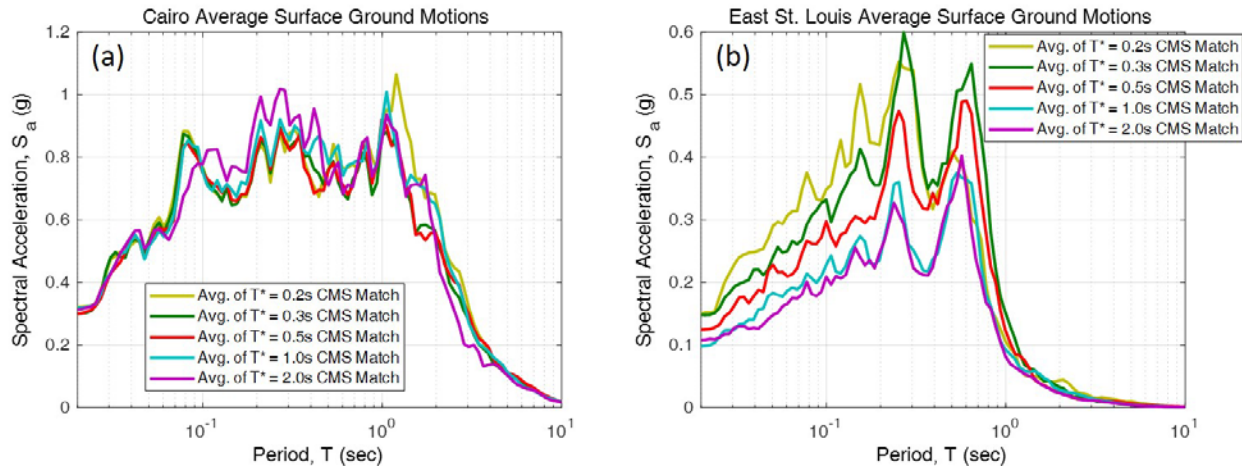 Cairo Average Surface Ground Motions
(a)
Spectral Acceleration, S a (g)
1.2
1
0.8
0.6
0.4
0.2
0
Avg. of T* = 0.2s CMS Match
Avg. of T* = 0.3s CMS Match
Avg. of T* = 0.5s CMS Match
Avg. of T* = 1.0s CMS Match
Avg. of T* = 2.0s CMS Match
10-1
100
101
Period, T (sec)
East St. Louis Average Surface Ground Motions
(b)
Spectral Acceleration, S a (g)
0.6
0.5
0.4
0.3
0.2
0.1
0
Avg. of T* = 0.2s CMS Match
Avg. of T* = 0.3s CMS Match
Avg. of T* = 0.5s CMS Match
Avg. of T* = 1.0s CMS Match
Avg. of T* = 2.0s CMS Match
10-1
100
101
Period, T (sec)